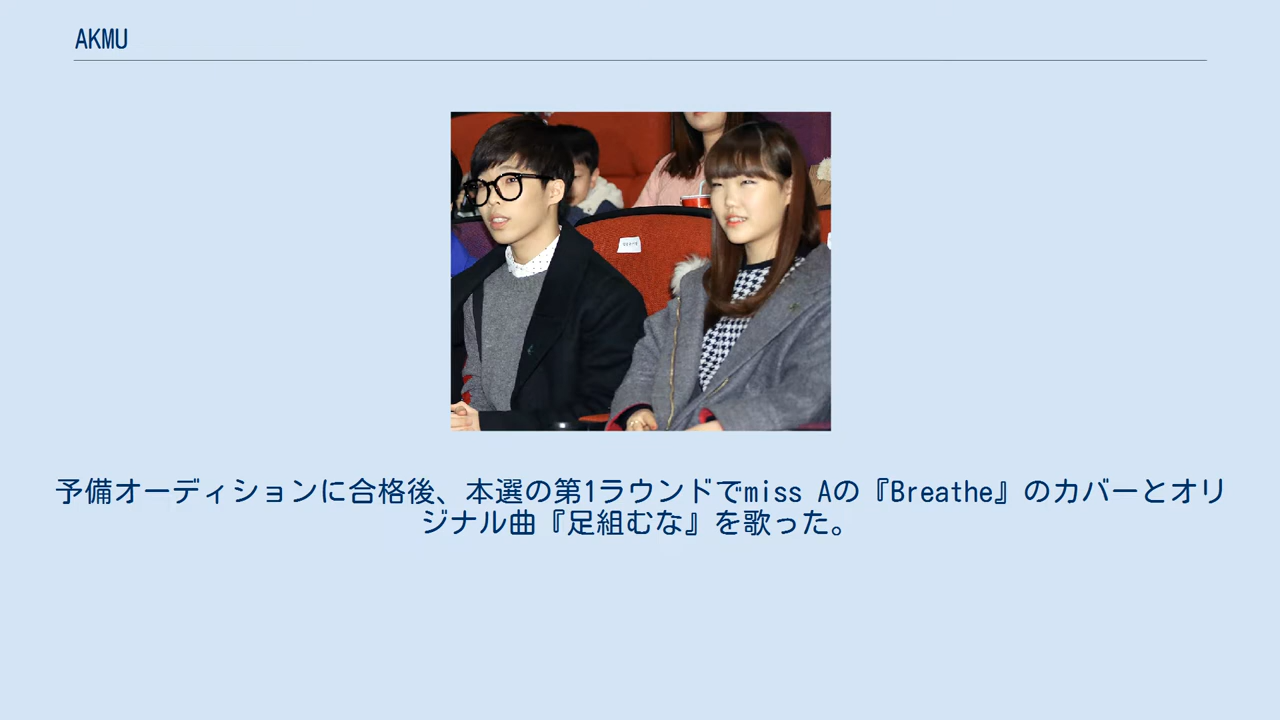 AKMU
予備オーディションに合格後、本選の第1ラウンドでmiss Aの『Breathe』のカバーとオリ
ジナル曲『足組むな』を歌った。